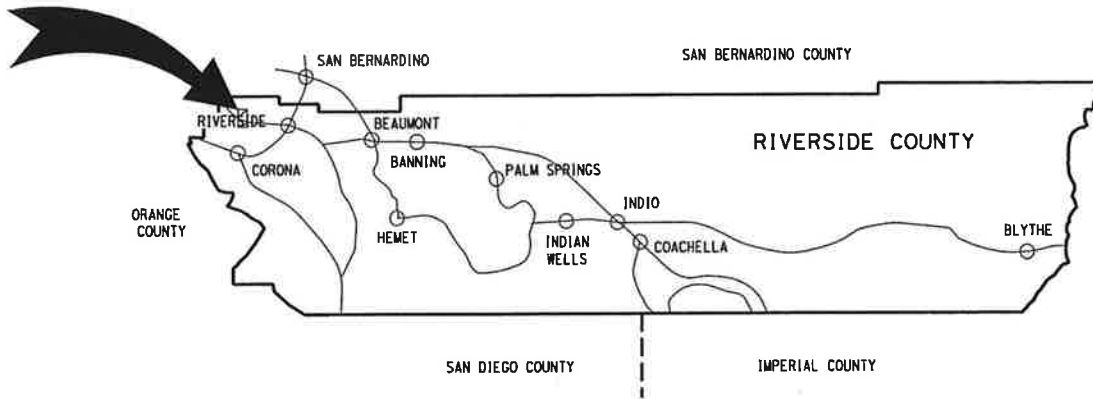 SAN BERNARDINO
SAN BERNARDINO COUNTY
RIVERSIDE
BEAUMONT
RIVERSIDE COUNTY
BANNING
CORONA
PALM SPRINGS
ORANGE
COUNTY
HEMET
INDIO
INDIAN
WELLS
COACHELLA
BLYTHE
SAN DIEGO COUNTY
IMPERIAL COUNTY